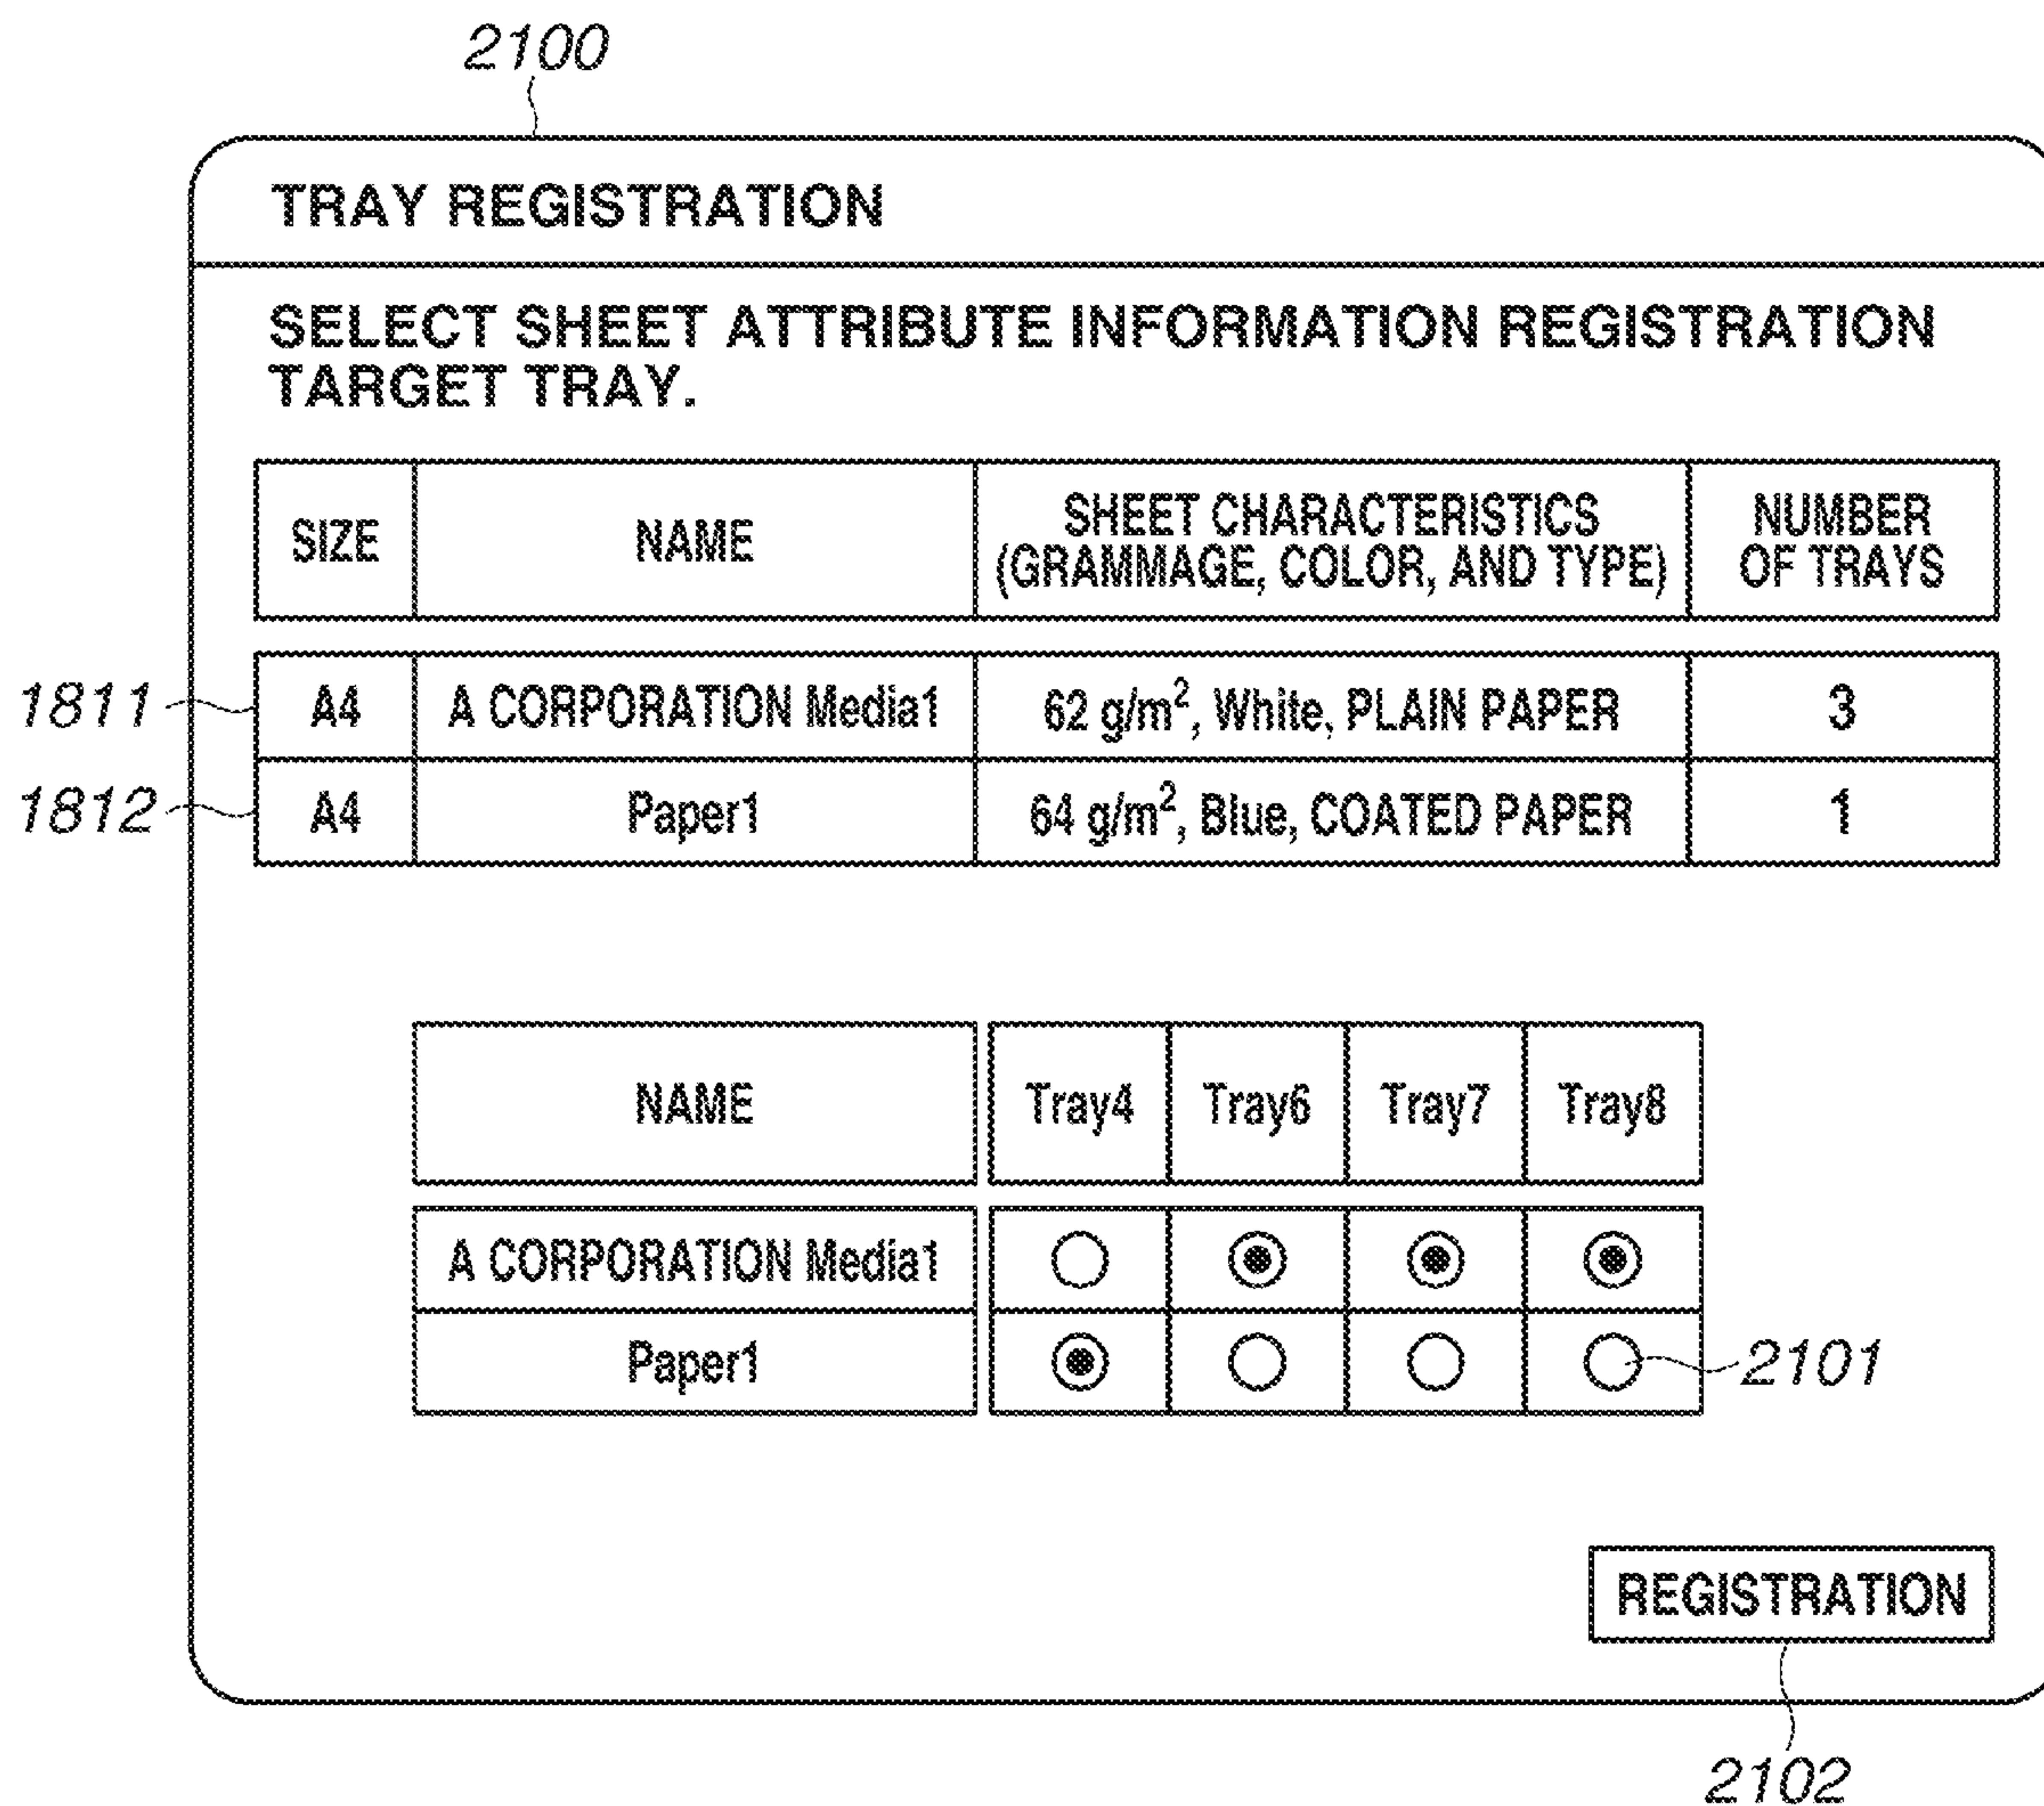 2100
TRAY REGISTRATION
SELECT SHEET ATTRIBUTE INFORMATION REGISTRATION
TARGET TRAY.
SIZE NAME SHEET CHARACTERISTICS (GRAMMAGE, COLOR, AND TYPE) NUMBER OF TRAYS
1811 A4 A CORPORATION Media1 62 g/m², White, PLAIN PAPER 3
1812 A4 Paper1 64 g/m², Blue, COATED PAPER 1
NAME Tray4 Tray6 Tray7 Tray8
A CORPORATION Media1
Paper1 2101
REGISTRATION
2102